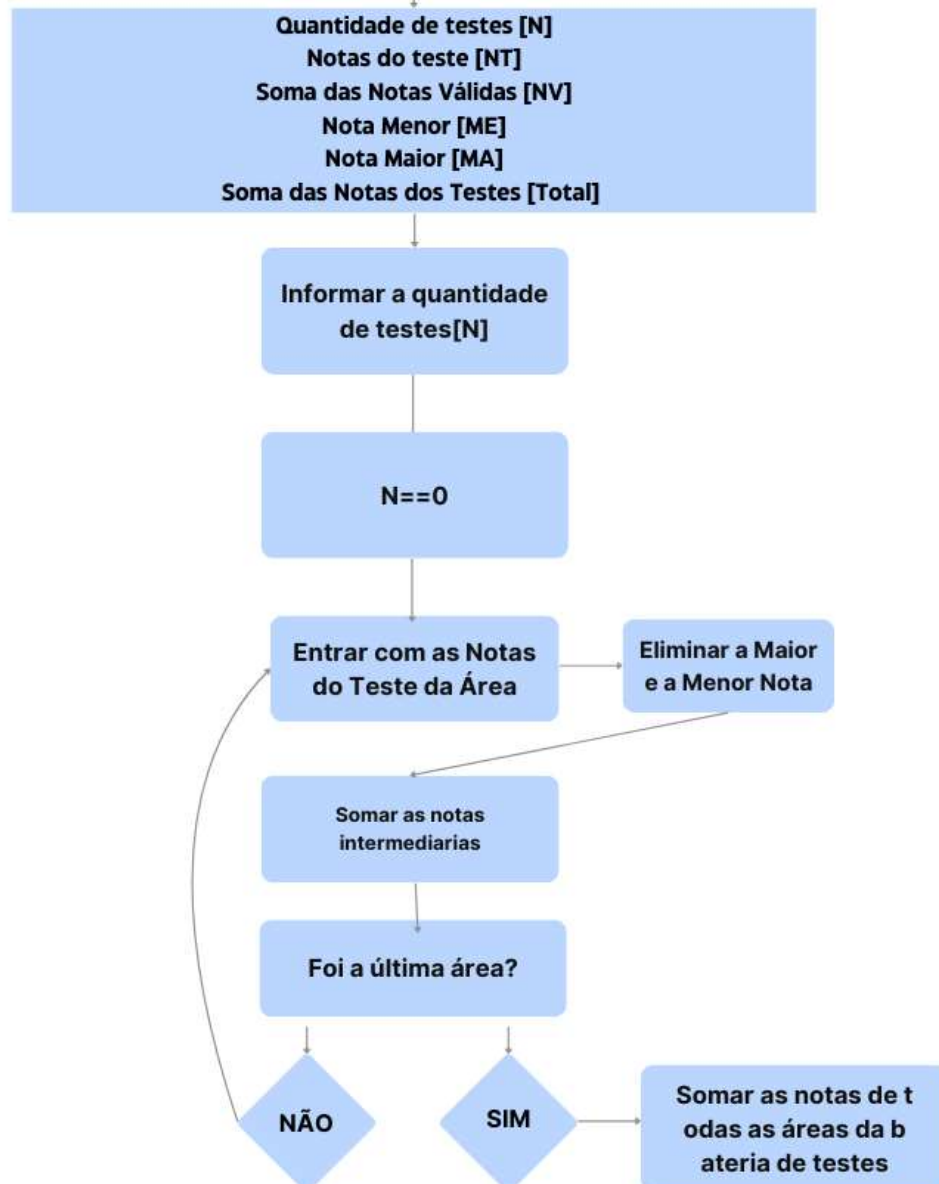 Quantidade de testes [N]
Notas do teste [NT]
Soma das Notas Válidas [NV]
Nota Menor [ME]
Nota Maior [MA]
Soma das Notas dos Testes [Total]
Informar a quantidade
de testes[N]
N==0
Entrar com as Notas
do Teste da Área
Eliminar a Maior
e a Menor Nota
Somar as notas
intermediarias
Foi a última área?
NÃO
SIM
Somar as notas de t
odas as áreas da b
ateria de testes